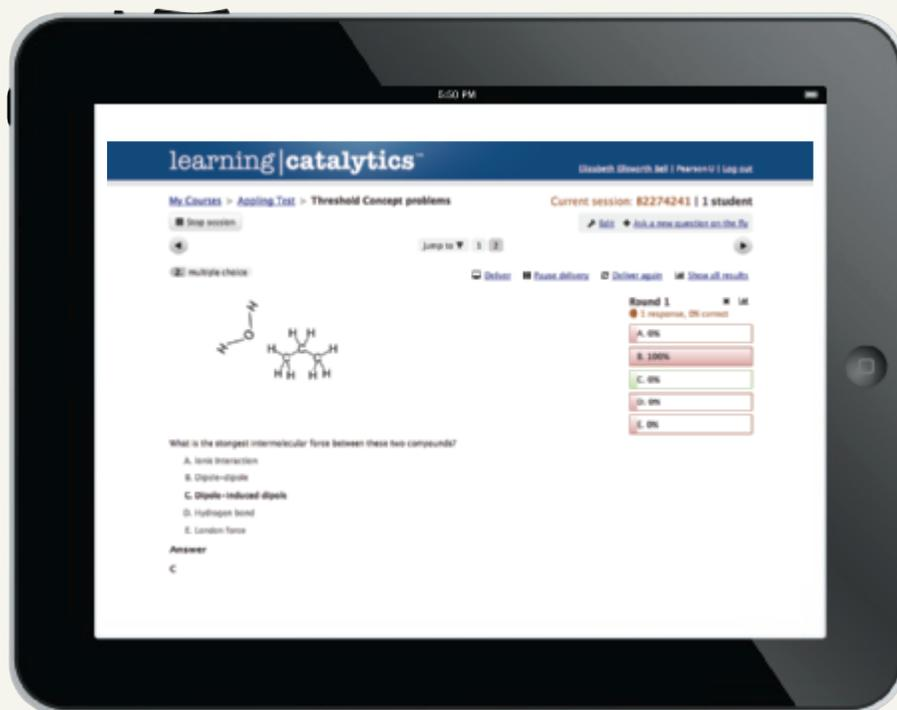 5:50 PM
learning|catalytics™
Elizabeth Ellsworth Bell | Pearson U | Log out
My Courses > Appling Test > Threshold Concept problems
Current session: 82274241 | 1 student
Stop session
Edit Ask a new question on the fly
Jump to ▼ 1 2
2 multiple choice
Deliver Pause delivery Deliver again Show all results
Round 1
1 response, 0% correct
A. 0%
B. 100%
C. 0%
D. 0%
E. 0%
H
O
H
H H
H C H
C C
H H H H
What is the stongest intermolecular force between these two compounds?
A. Ionic Interaction
B. Dipole-dipole
C. Dipole-induced dipole
D. Hydrogen bond
E. London force
Answer
C